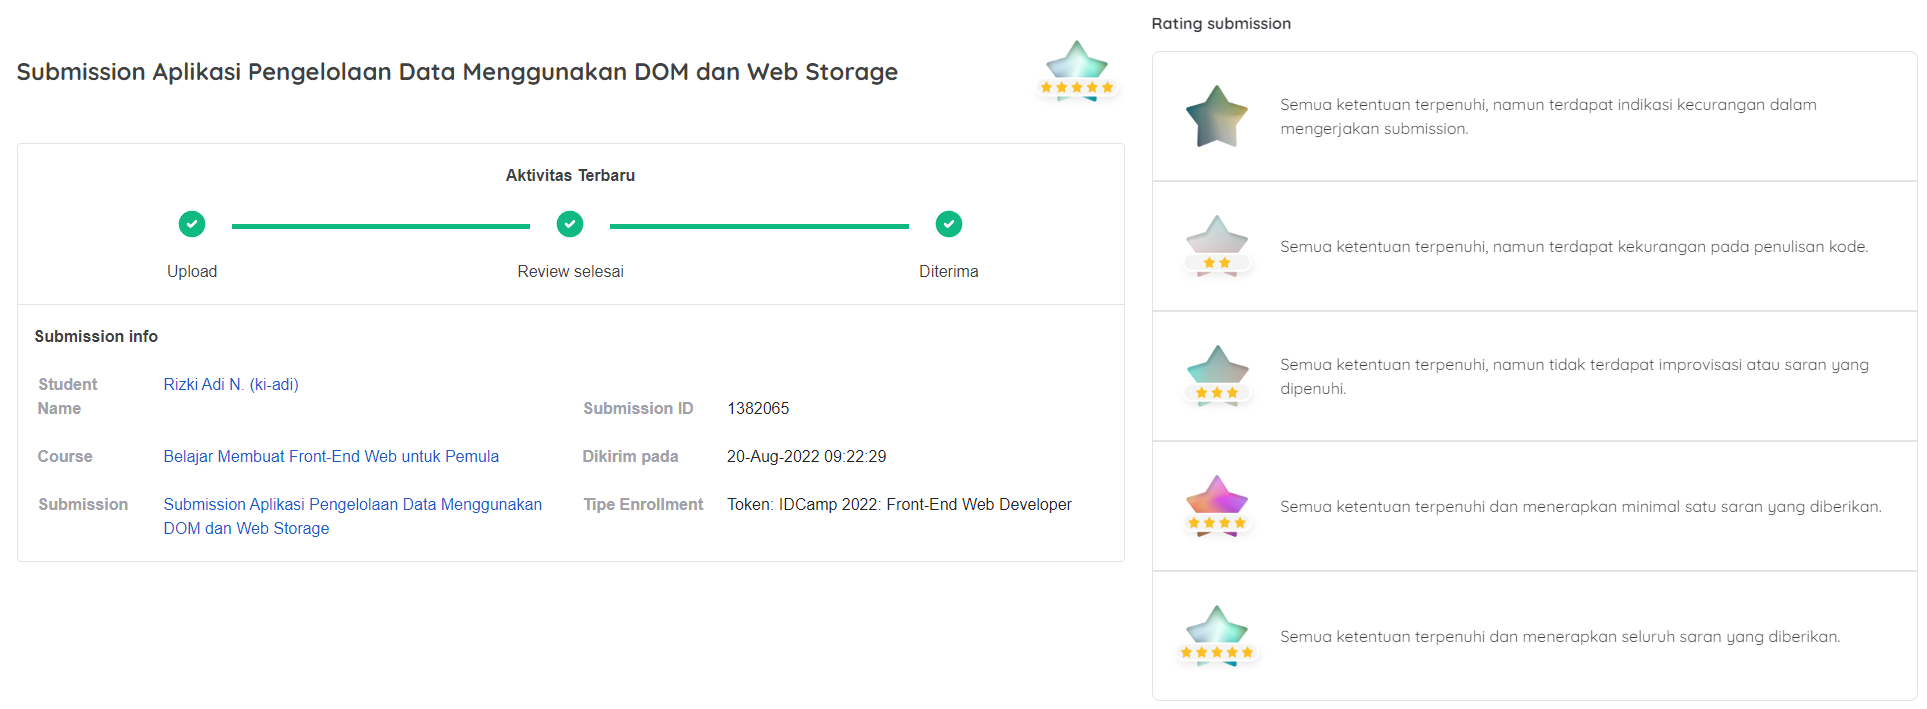 Submission Aplikasi Pengelolaan Data Menggunakan DOM dan Web Storage
Aktivitas Terbaru
Upload
Review selesai
Diterima
Submission info
Student
Name
Rizki Adi N. (ki-adi)
Submission ID
1382065
Course
Belajar Membuat Front-End Web untuk Pemula
Dikirim pada
20-Aug-2022 09:22:29
Submission
Submission Aplikasi Pengelolaan Data Menggunakan
DOM dan Web Storage
Tipe Enrollment
Token: IDCamp 2022: Front-End Web Developer
Rating submission
Semua ketentuan terpenuhi, namun terdapat indikasi kecurangan dalam
mengerjakan submission.
Semua ketentuan terpenuhi, namun terdapat kekurangan pada penulisan kode.
Semua ketentuan terpenuhi, namun tidak terdapat improvisasi atau saran yang
dipenuhi.
Semua ketentuan terpenuhi dan menerapkan minimal satu saran yang diberikan.
Semua ketentuan terpenuhi dan menerapkan seluruh saran yang diberikan.